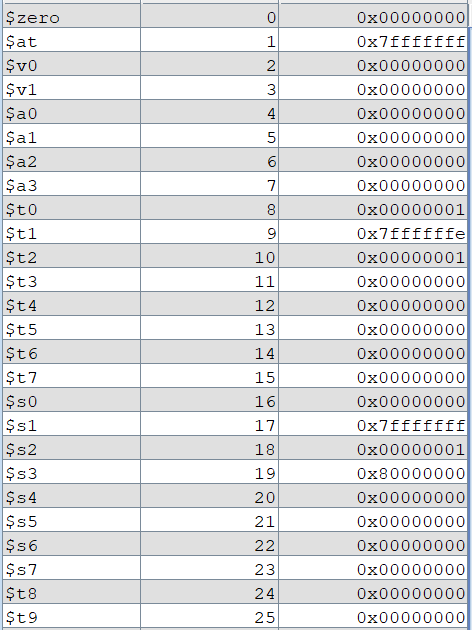 $zero 0 0x00000000
$at 1 0x7fffffff
$v0 2 0x00000000
$v1 3 0x00000000
$a0 4 0x00000000
$a1 5 0x00000000
$a2 6 0x00000000
$a3 7 0x00000000
$t0 8 0x00000001
$t1 9 0x7ffffffe
$t2 10 0x00000001
$t3 11 0x00000000
$t4 12 0x00000000
$t5 13 0x00000000
$t6 14 0x00000000
$t7 15 0x00000000
$s0 16 0x00000000
$s1 17 0x7fffffff
$s2 18 0x00000001
$s3 19 0x80000000
$s4 20 0x00000000
$s5 21 0x00000000
$s6 22 0x00000000
$s7 23 0x00000000
$t8 24 0x00000000
$t9 25 0x00000000